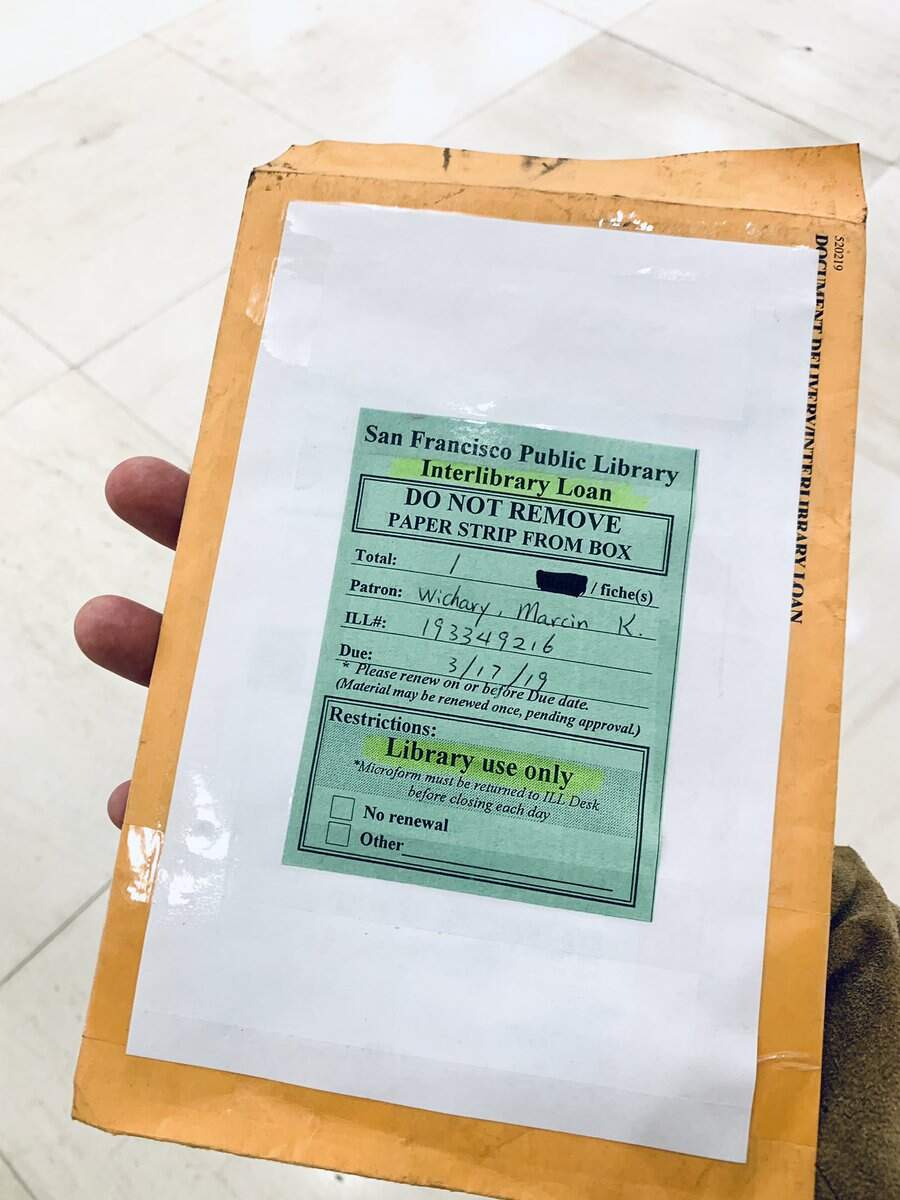 San Francisco Public Library
Interlibrary Loan
DO NOT REMOVE
PAPER STRIP FROM BOX
Total: 1 / fiche(s)
Patron: Wichary, Marcin K.
ILL#: 193349216
Due: 3/17/19
* Please renew on or before Due date.
(Material may be renewed once, pending approval.)
Restrictions:
Library use only
*Microform must be returned to ILL Desk
before closing each day
No renewal
Other
520219
DOCUMENT DELIVERY/INTERLIBRARY LOAN